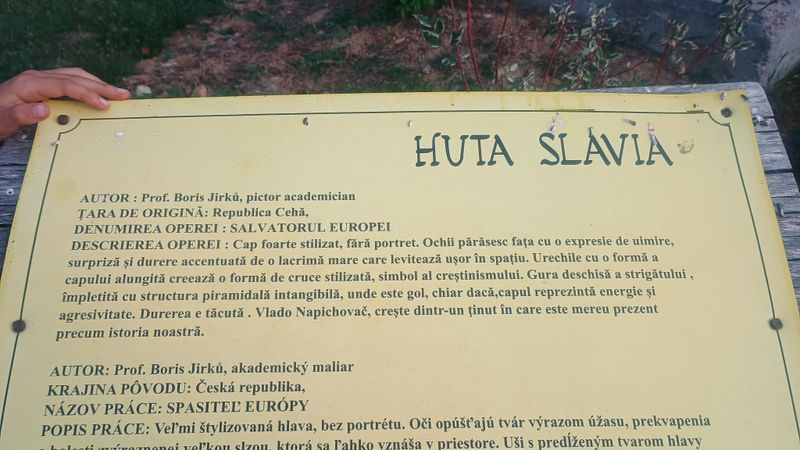 HUTA SLAVIA
AUTOR : Prof. Boris Jirků, pictor academician
ȚARA DE ORIGINĂ: Republica Cehă,
DENUMIREA OPEREI : SALVATORUL EUROPEI
DESCRIEREA OPEREI : Cap foarte stilizat, fără portret. Ochii părăsesc fața cu o expresie de uimire,
surpriză și durere accentuată de o lacrimă mare care levitează ușor în spațiu. Urechile cu o formă a
capului alungită creează o formă de cruce stilizată, simbol al creștinismului. Gura deschisă a strigătului ,
împletită cu structura piramidală intangibilă, unde este gol, chiar dacă,capul reprezintă energie și
agresivitate. Durerea e tăcută . Vlado Napichovač, crește dintr-un ținut în care este mereu prezent
precum istoria noastră.
AUTOR: Prof. Boris Jirků, akademický maliar
KRAJINA PÔVODU: Česká republika,
NÁZOV PRÁCE: SPASITEĽ EURÓPY
POPIS PRÁCE: Veľmi štylizovaná hlava, bez portrétu. Oči opúšťajú tvár výrazom úžasu, prekvapenia
bolesti zvýraznenej veľkou slzou, ktorá sa ľahko vznáša v priestore. Uši s predĺženým tvarom hlavy